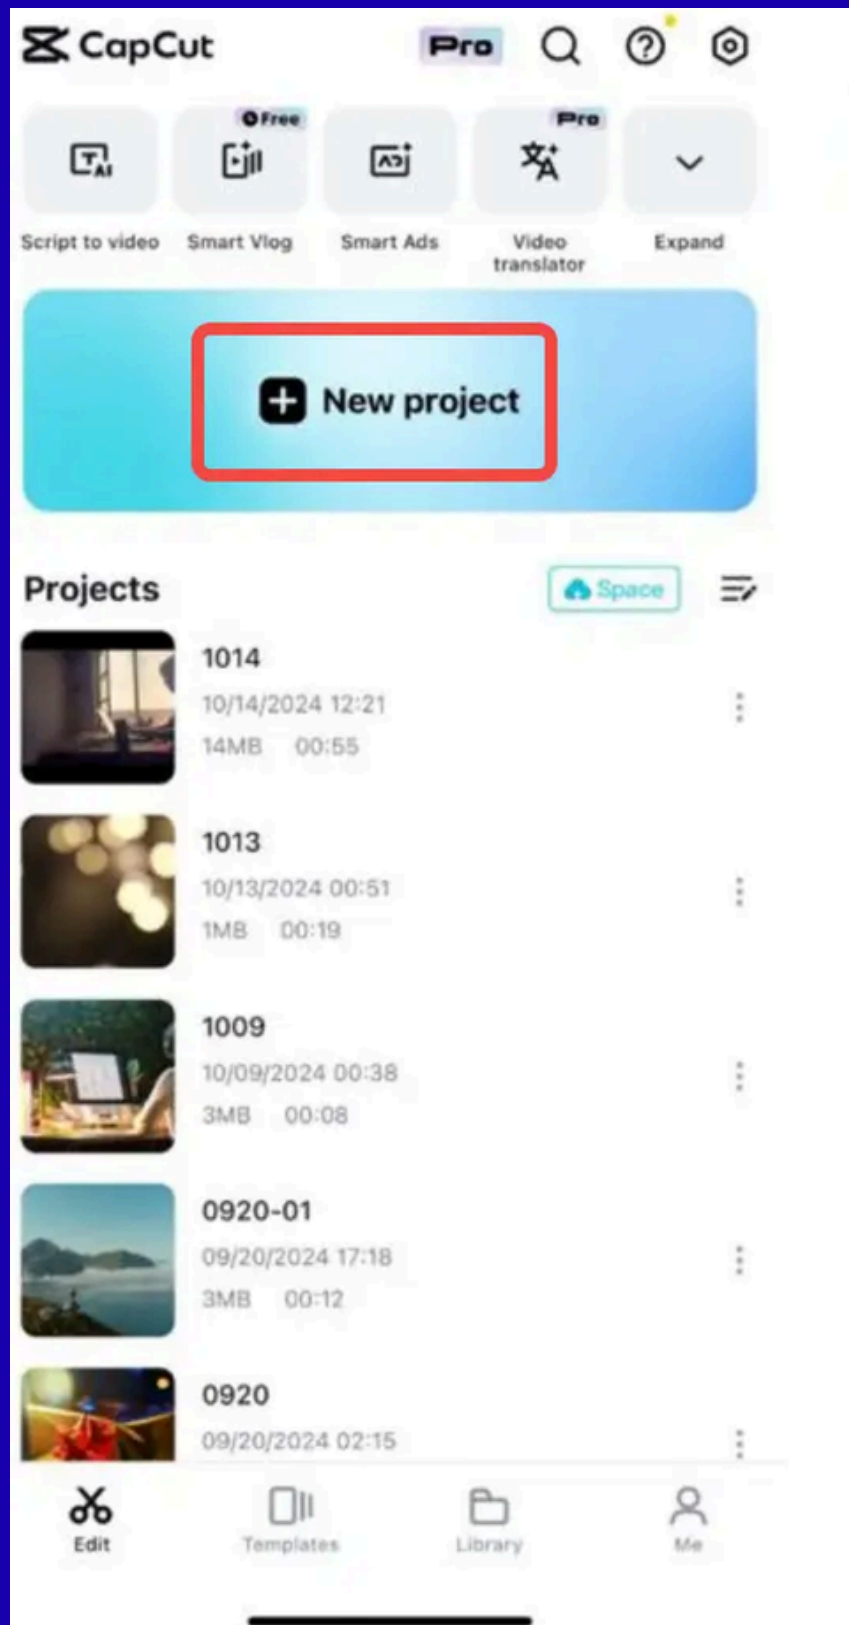 CapCut
Pro
Free
Pro
Script to video
Smart Vlog
Smart Ads
Video
translator
Expand
New project
Projects
Space
1014
10/14/2024 12:21
14MB 00:55
1013
10/13/2024 00:51
1MB 00:19
1009
10/09/2024 00:38
3MB 00:08
0920-01
09/20/2024 17:18
3MB 00:12
0920
09/20/2024 02:15
Edit
Templates
Library
Me